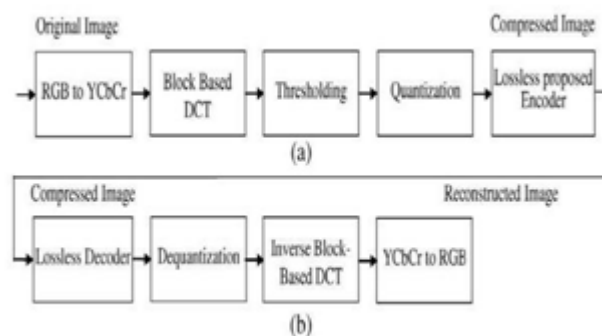 Original Image
Compressed Image
RGB to YCbCr
Block Based
DCT
Thresholding
Quantization
Lossless proposed
Encoder
(a)
Compressed Image
Reconstructed Image
Lossless Decoder
Dequantization
Inverse Block-
Based DCT
YCbCr to RGB
(b)